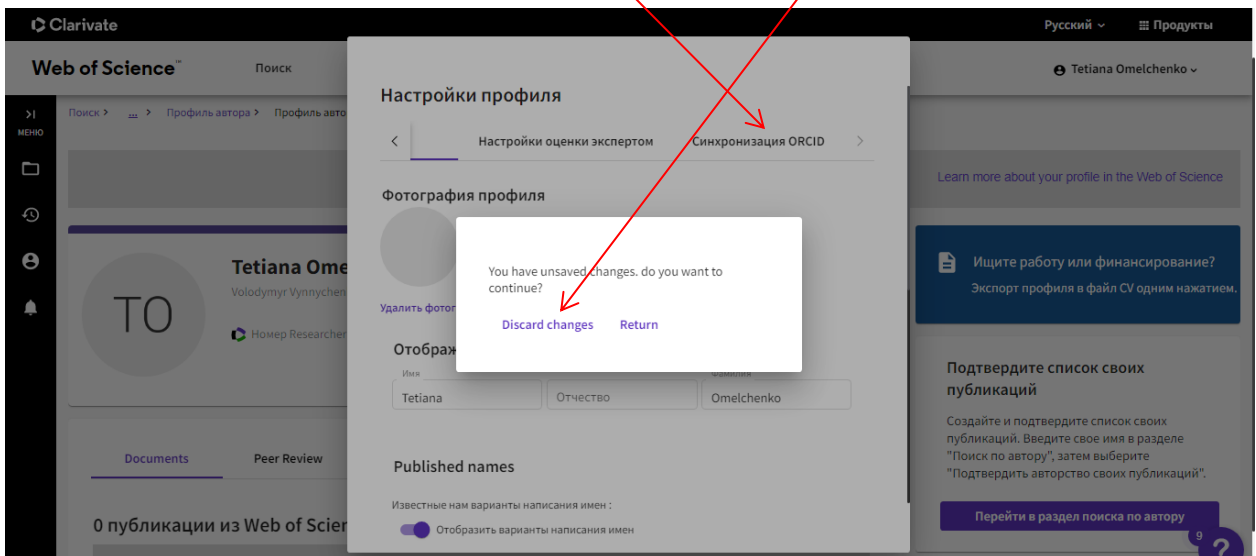 Clarivate
Русский
Продукты
Web of Science™
Поиск
Tetiana Omelchenko
МЕНЮ
Поиск > ... > Профиль автора > Профиль авто
Настройки профиля
Настройки оценки экспертом
Синхронизация ORCID
Фотография профиля
Learn more about your profile in the Web of Science
TO
Tetiana Ome
Volodymyr Vynnychen
Номер Researcher
You have unsaved changes. do you want to
continue?
Discard changes Return
Удалить фотог
Отображ
Имя
Фамилия
Tetiana
Отчество
Omelchenko
Ищите работу или финансирование?
Экспорт профиля в файл CV одним нажатием.
Подтвердите список своих
публикаций
Создайте и подтвердите список своих
публикаций. Введите свое имя в разделе
"Поиск по автору", затем выберите
"Подтвердить авторство своих публикаций".
Перейти в раздел поиска по автору
9
?
Documents
Peer Review
0 публикации из Web of Scier
Published names
Известные нам варианты написания имен :
Отобразить варианты написания имен